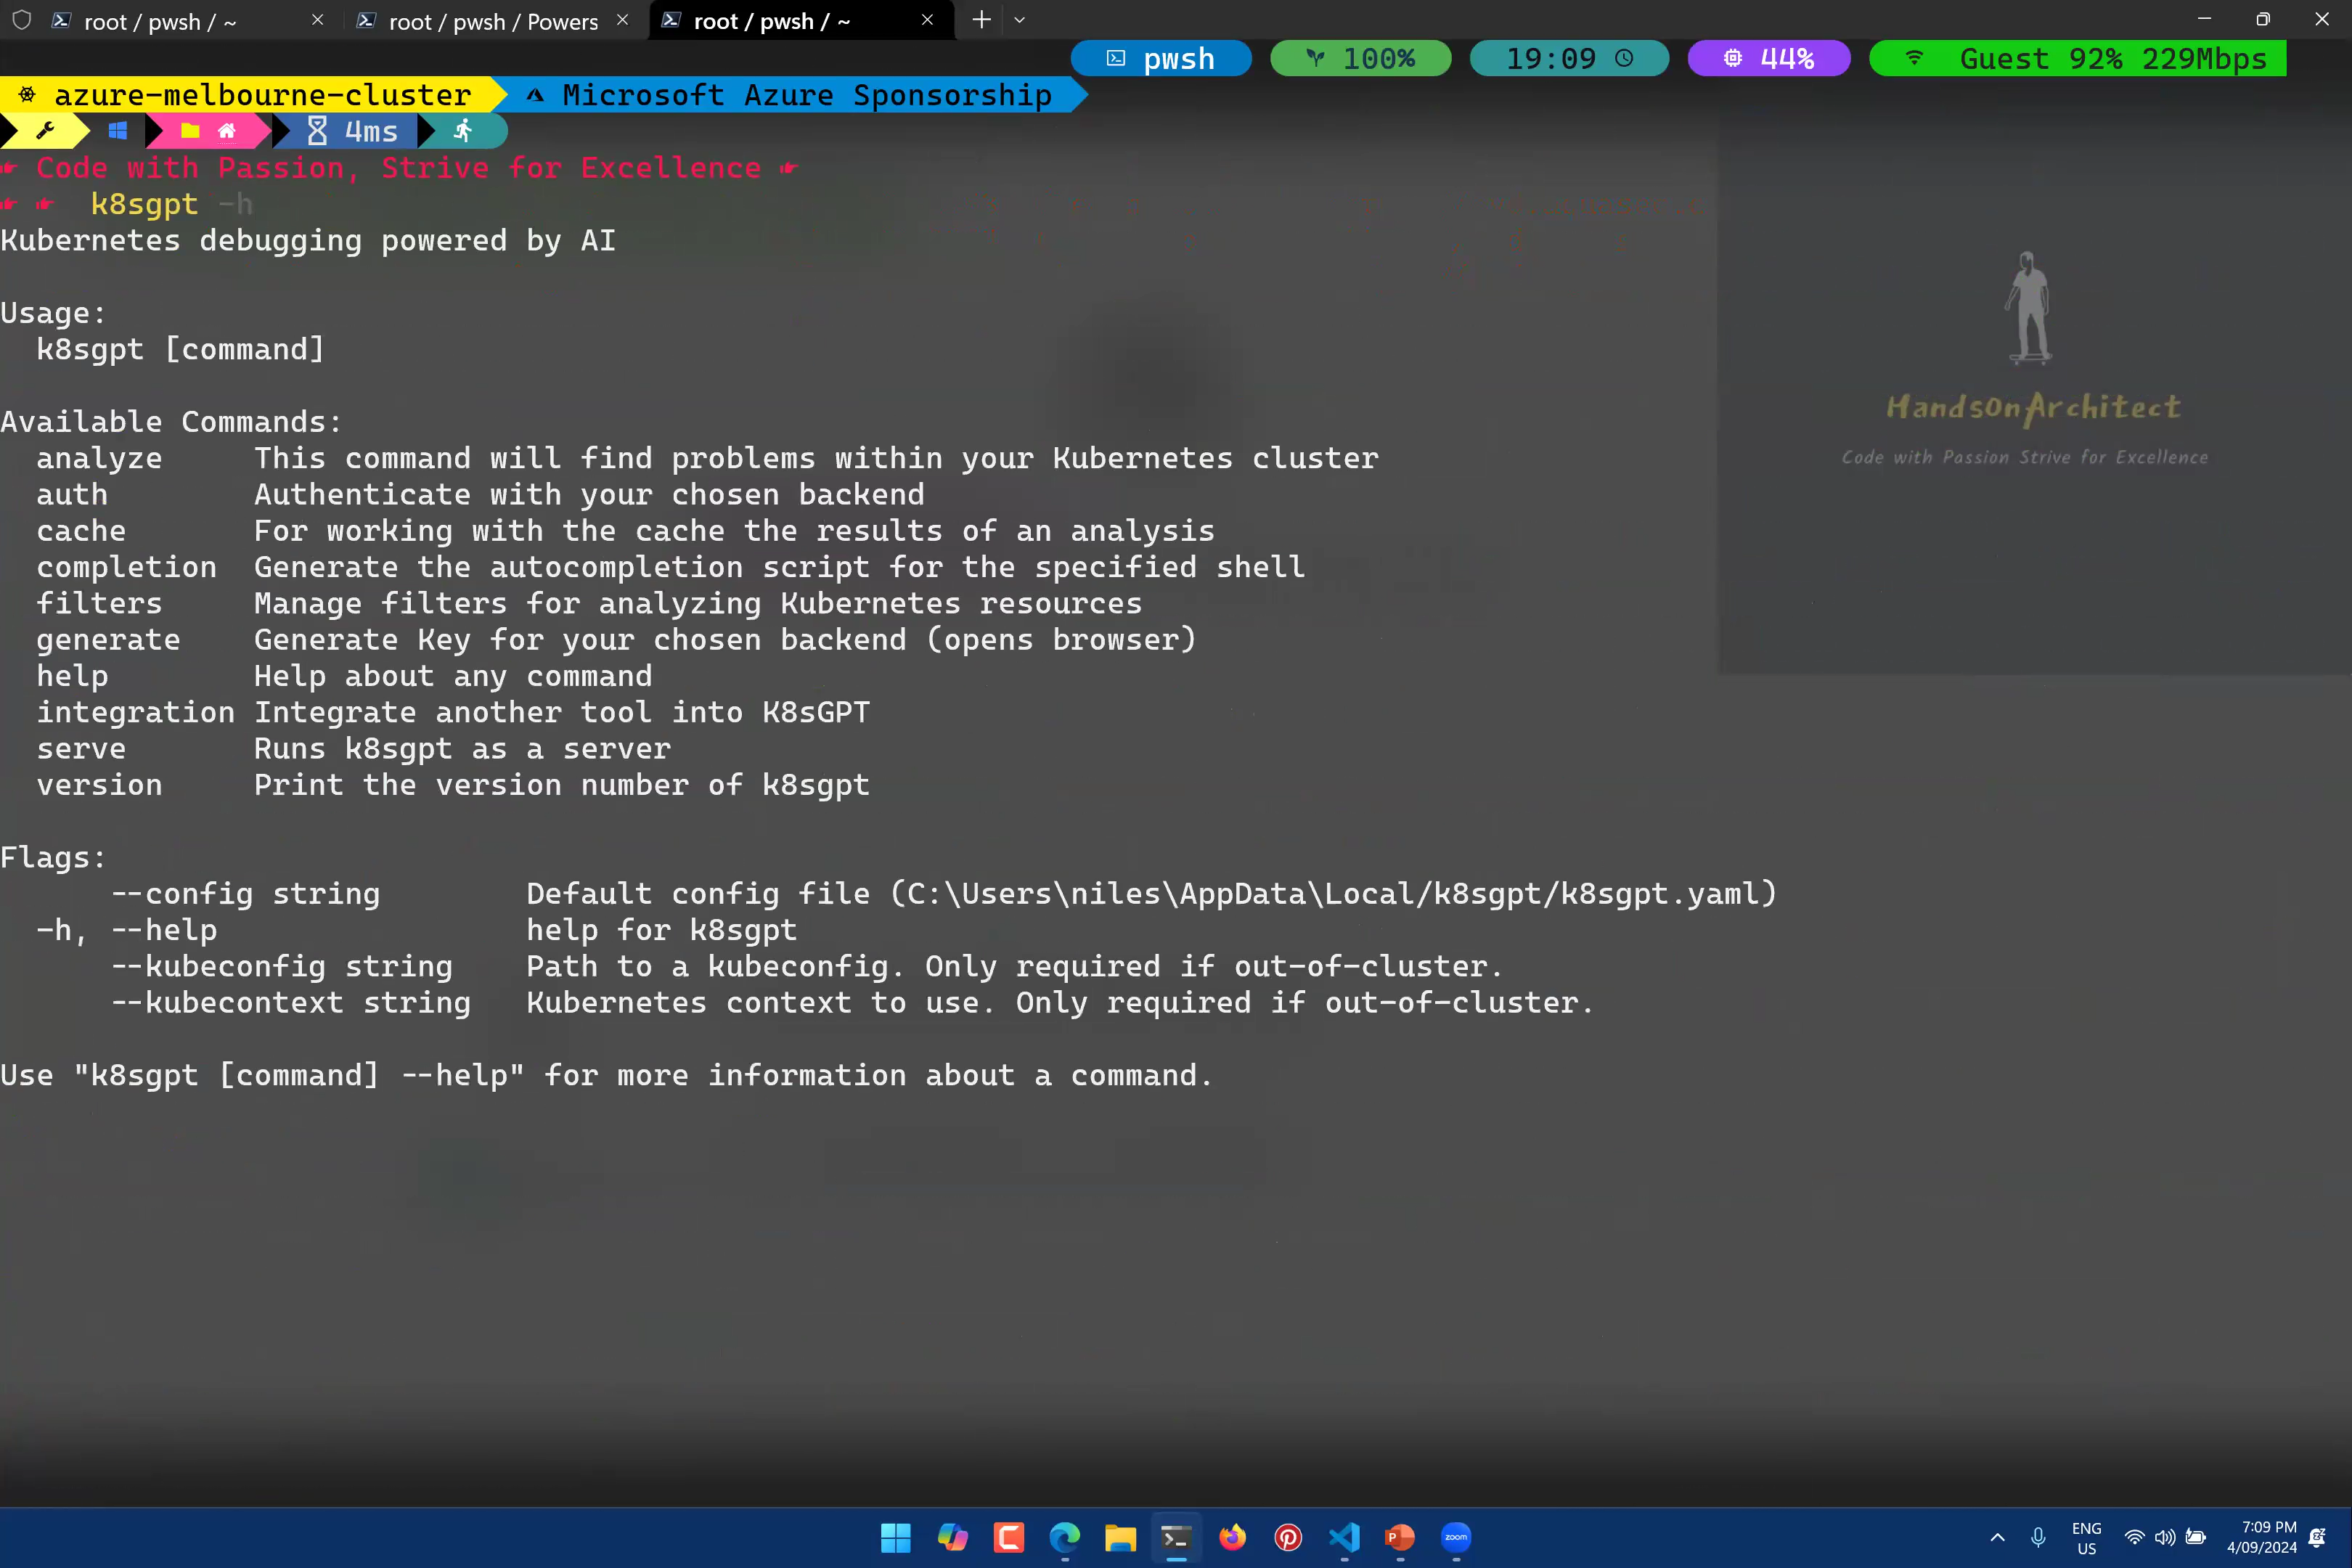 root / pwsh / ~
root / pwsh / Powers
root / pwsh / ~
pwsh 100% 19:09 44% Guest 92% 229Mbps
azure-melbourne-cluster Microsoft Azure Sponsorship
4ms
Code with Passion, Strive for Excellence
k8sgpt -h
Kubernetes debugging powered by AI
Usage:
k8sgpt [command]
Available Commands:
analyze This command will find problems within your Kubernetes cluster
auth Authenticate with your chosen backend
cache For working with the cache the results of an analysis
completion Generate the autocompletion script for the specified shell
filters Manage filters for analyzing Kubernetes resources
generate Generate Key for your chosen backend (opens browser)
help Help about any command
integration Integrate another tool into K8sGPT
serve Runs k8sgpt as a server
version Print the version number of k8sgpt
Flags:
--config string Default config file (C:\Users\niles\AppData\Local/k8sgpt/k8sgpt.yaml)
-h, --help help for k8sgpt
--kubeconfig string Path to a kubeconfig. Only required if out-of-cluster.
--kubecontext string Kubernetes context to use. Only required if out-of-cluster.
Use "k8sgpt [command] --help" for more information about a command.
HandsOnArchitect
Code with Passion Strive for Excellence
zoom
ENG
US
7:09 PM
4/09/2024